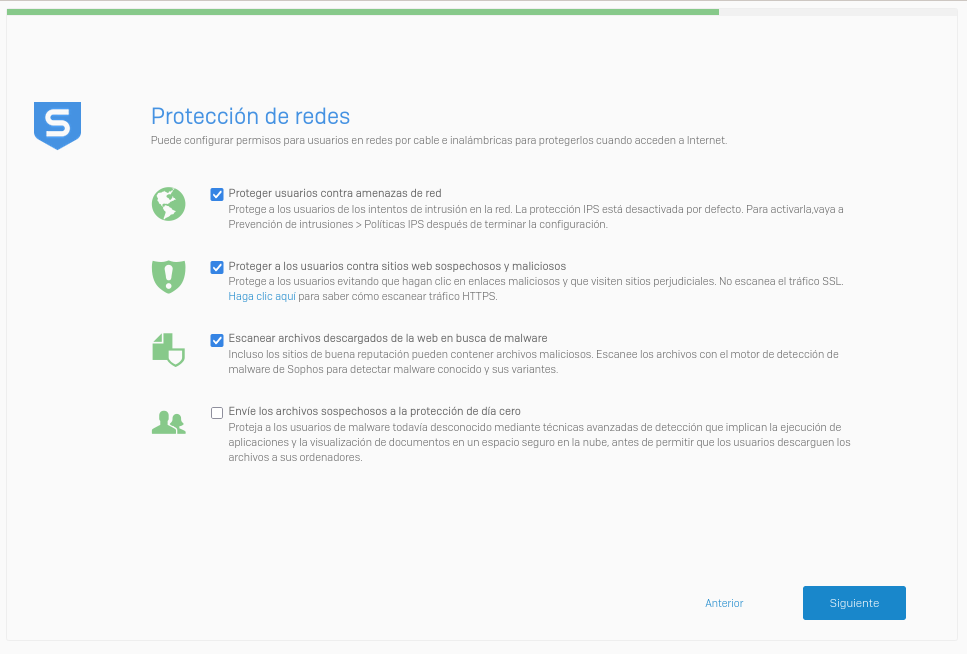 S
Protección de redes
Puede configurar permisos para usuarios en redes por cable e inalámbricas para protegerlos cuando acceden a Internet.
Proteger usuarios contra amenazas de red
Protege a los usuarios de los intentos de intrusión en la red. La protección IPS está desactivada por defecto. Para activarla,vaya a
Prevención de intrusiones > Políticas IPS después de terminar la configuración.
Proteger a los usuarios contra sitios web sospechosos y maliciosos
Protege a los usuarios evitando que hagan clic en enlaces maliciosos y que visiten sitios perjudiciales. No escanea el tráfico SSL.
Haga clic aquí para saber cómo escanear tráfico HTTPS.
Escanear archivos descargados de la web en busca de malware
Incluso los sitios de buena reputación pueden contener archivos maliciosos. Escanee los archivos con el motor de detección de
malware de Sophos para detectar malware conocido y sus variantes.
Envíe los archivos sospechosos a la protección de día cero
Proteja a los usuarios de malware todavía desconocido mediante técnicas avanzadas de detección que implican la ejecución de
aplicaciones y la visualización de documentos en un espacio seguro en la nube, antes de permitir que los usuarios descarguen los
archivos a sus ordenadores.
Anterior
Siguiente